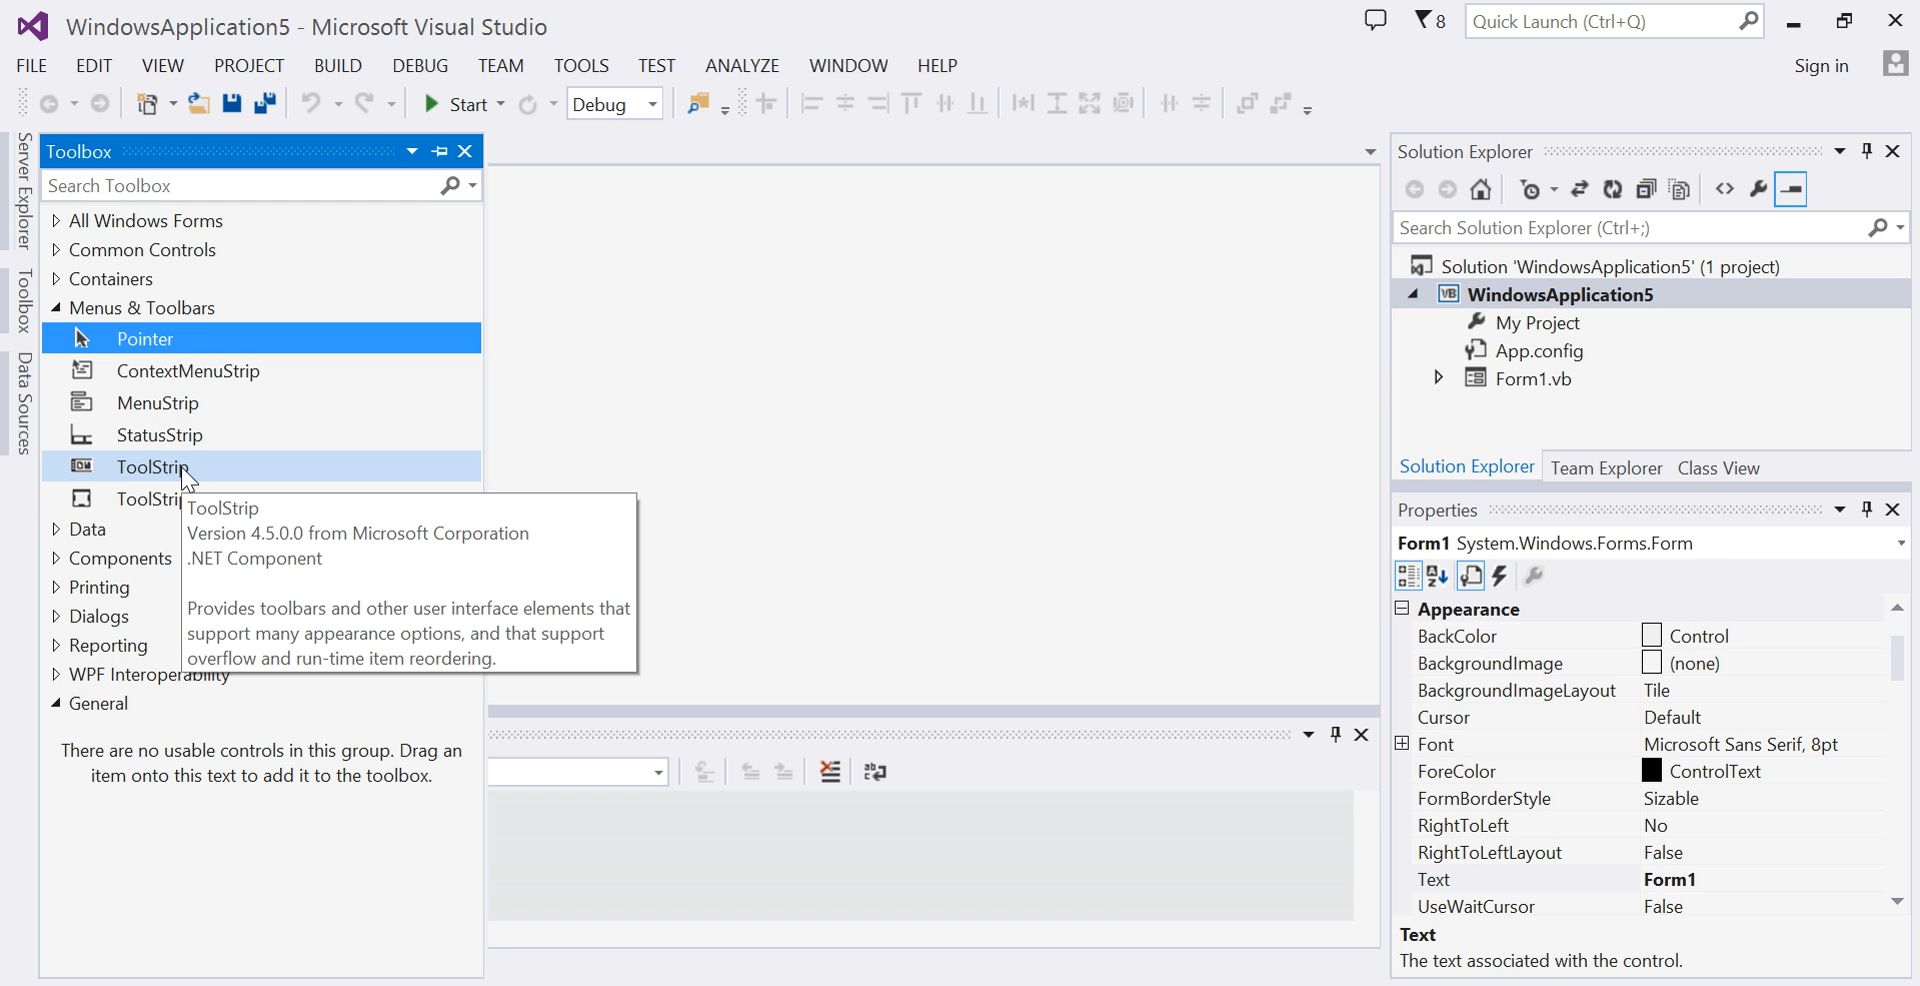 WindowsApplication5 - Microsoft Visual Studio
8
Quick Launch (Ctrl+Q)
FILE EDIT VIEW PROJECT BUILD DEBUG TEAM TOOLS TEST ANALYZE WINDOW HELP
Sign in
Start
Debug
Server Explorer
Toolbox
Data Sources
Toolbox
Search Toolbox
All Windows Forms
Common Controls
Containers
Menus & Toolbars
Pointer
ContextMenuStrip
MenuStrip
StatusStrip
ToolStrip
Data
Components
Printing
Dialogs
Reporting
WPF Interoperability
General
There are no usable controls in this group. Drag an
item onto this text to add it to the toolbox.
ToolStrip
Version 4.5.0.0 from Microsoft Corporation
.NET Component
Provides toolbars and other user interface elements that
support many appearance options, and that support
overflow and run-time item reordering.
Solution Explorer
Search Solution Explorer (Ctrl+;)
Solution 'WindowsApplication5' (1 project)
VB WindowsApplication5
My Project
App.config
Form1.vb
Solution Explorer Team Explorer Class View
Properties
Form1 System.Windows.Forms.Form
Appearance
BackColor Control
BackgroundImage (none)
BackgroundImageLayout Tile
Cursor Default
Font Microsoft Sans Serif, 8pt
ForeColor ControlText
FormBorderStyle Sizable
RightToLeft No
RightToLeftLayout False
Text Form1
UseWaitCursor False
Text
The text associated with the control.